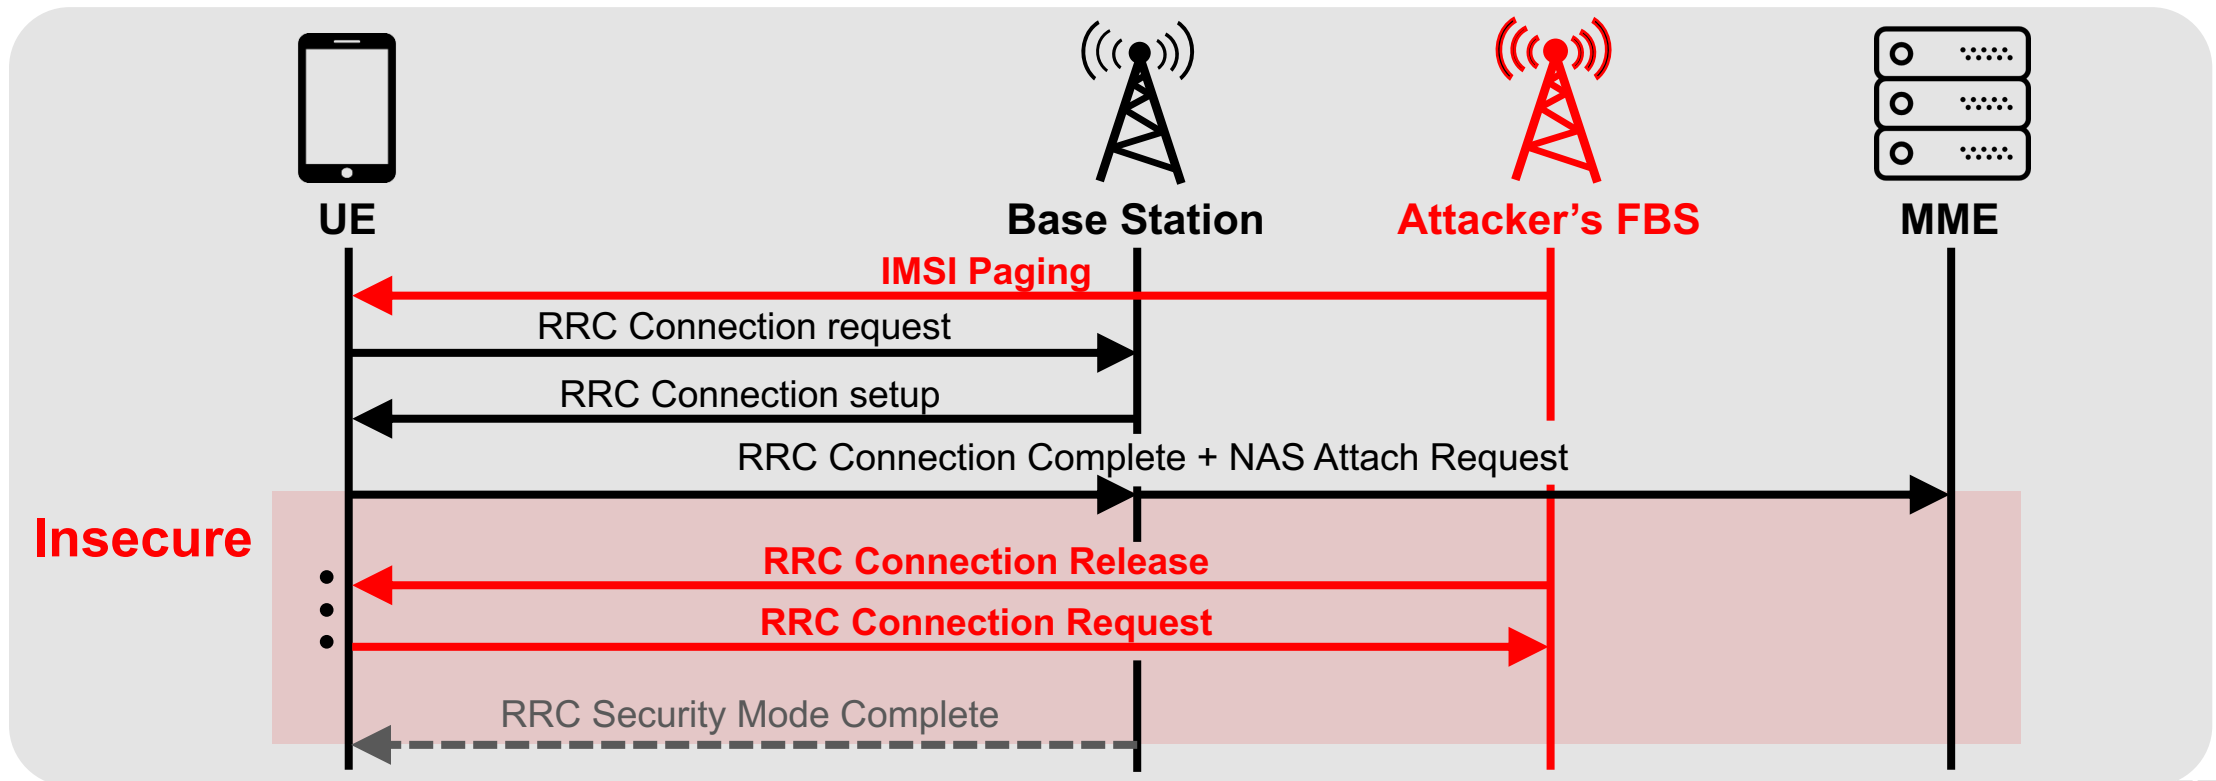 UE
Base Station
Attacker’s FBS
MME
IMSI Paging
RRC Connection request
RRC Connection setup
RRC Connection Complete + NAS Attach Request
Insecure
RRC Connection Release
RRC Connection Request
RRC Security Mode Complete